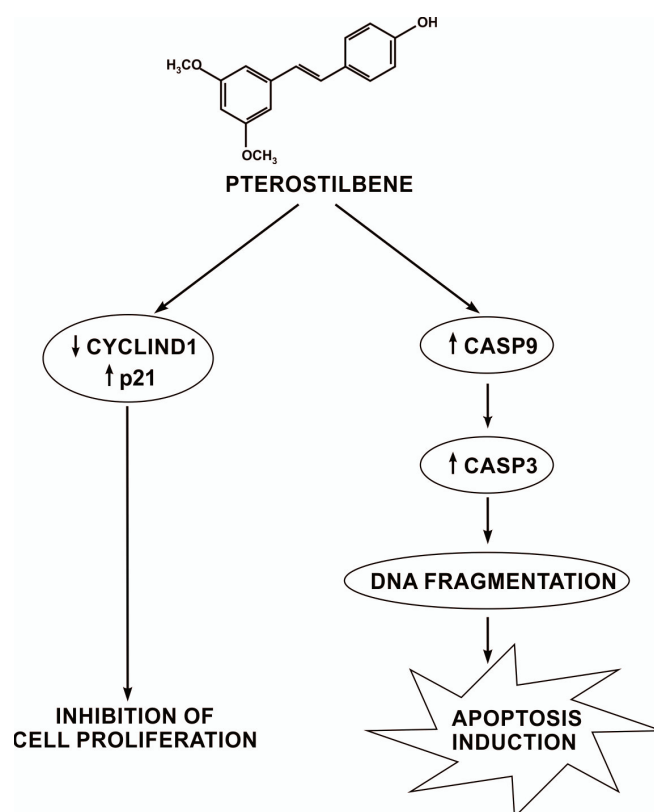 OH
H₃CO
OCH₃
PTEROSTILBENE
↓ CYCLIND1
↑ p21
↑ CASP9
↑ CASP3
DNA FRAGMENTATION
INHIBITION OF
CELL PROLIFERATION
APOPTOSIS
INDUCTION